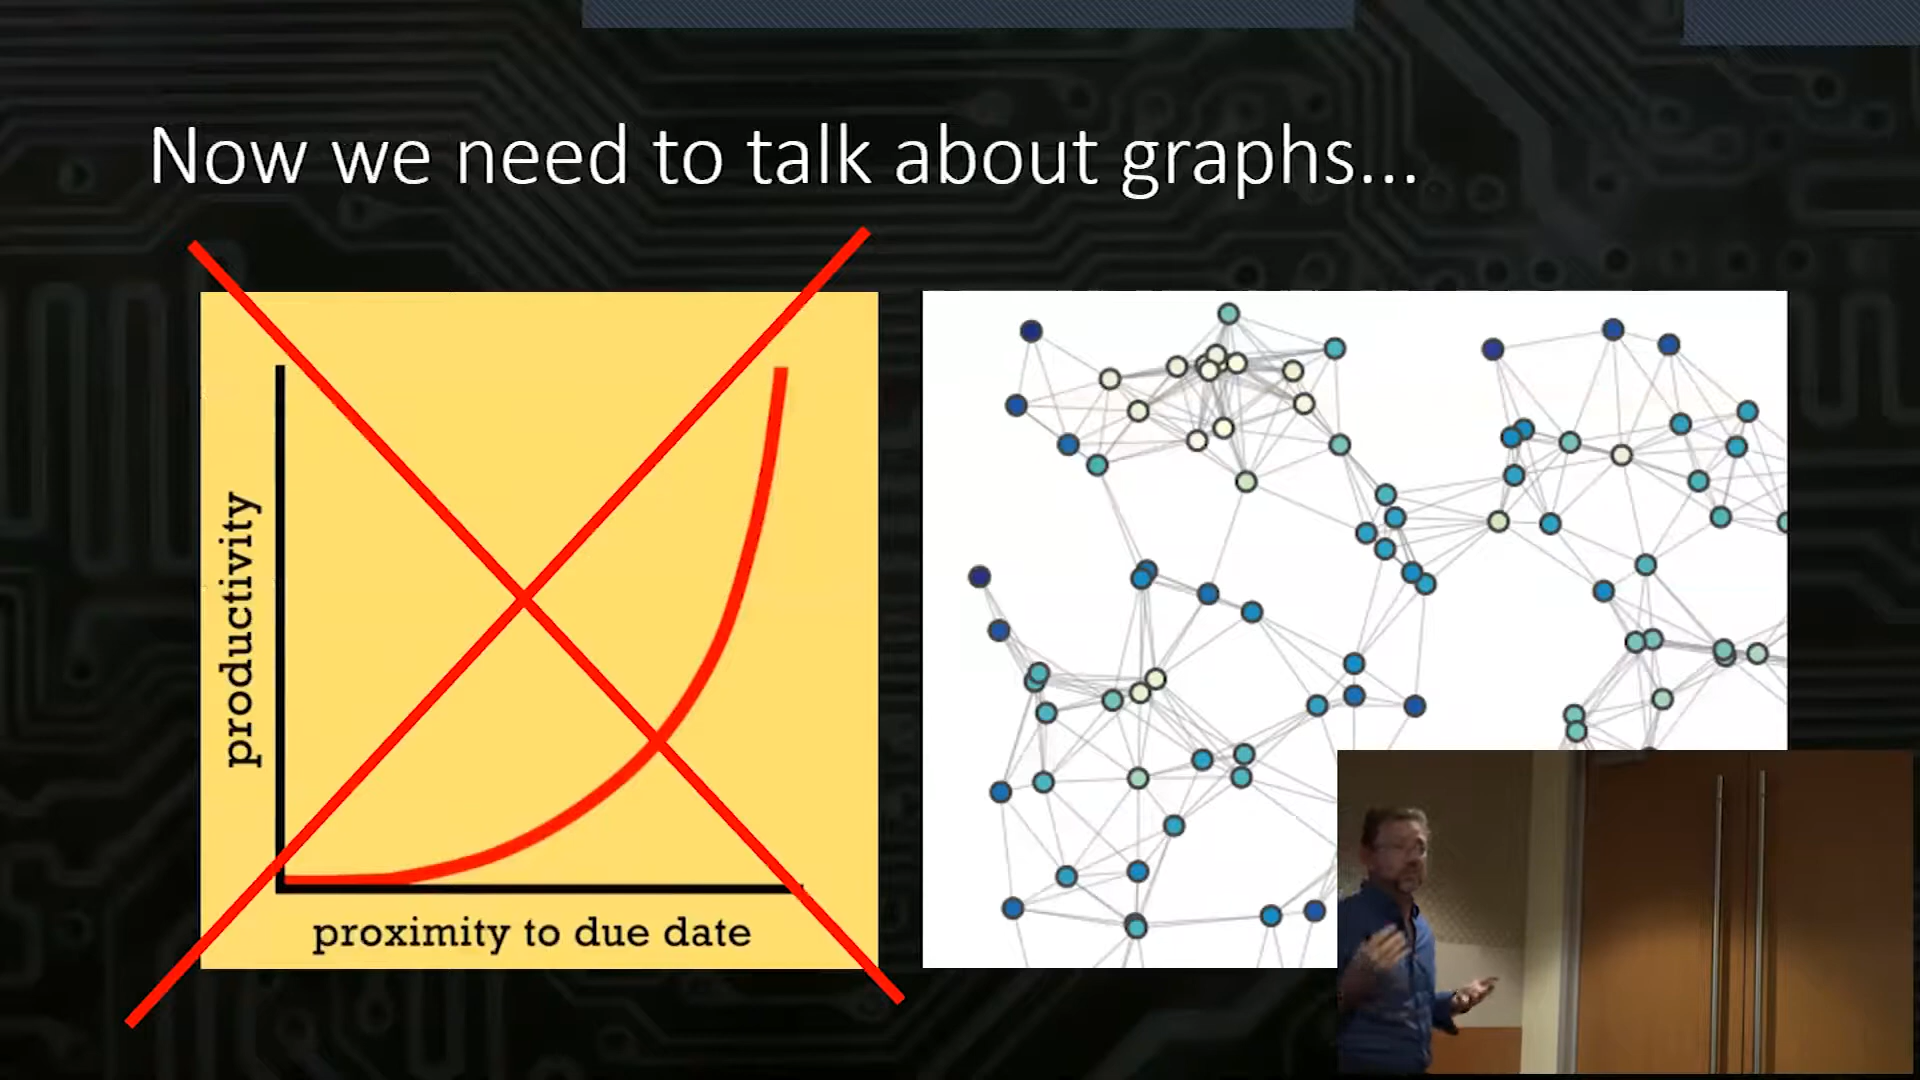 Now we need to talk about graphs...
productivity
proximity to due date